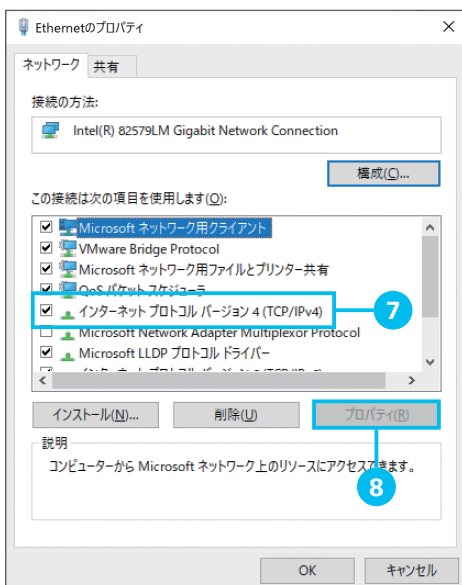 Ethernetのプロパティ
ネットワーク 共有
接続の方法:
Intel(R) 82579LM Gigabit Network Connection
構成(C)...
この接続は次の項目を使用します(O):
Microsoft ネットワーク用クライアント
VMware Bridge Protocol
Microsoft ネットワーク用ファイルとプリンター共有
QoS パケット スケジューラ
インターネット プロトコル バージョン 4 (TCP/IPv4)
7
Microsoft Network Adapter Multiplexor Protocol
Microsoft LLDP プロトコル ドライバー
インストール(N)... 削除(U) プロパティ(R)
説明
8
コンピューターから Microsoft ネットワーク上のリソースにアクセスできます。
OK キャンセル